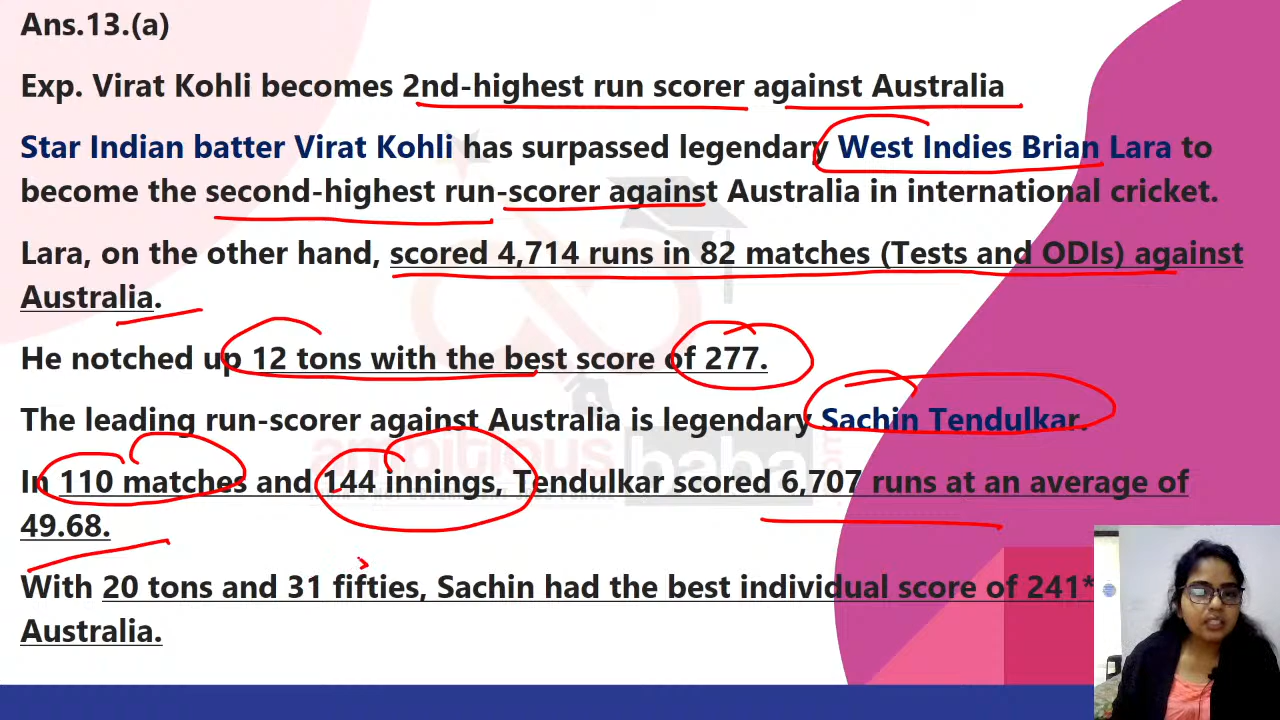 Ans.13.(a)
Exp. Virat Kohli becomes 2nd-highest run scorer against Australia
Star Indian batter Virat Kohli has surpassed legendary West Indies Brian Lara to
become the second-highest run-scorer against Australia in international cricket.
Lara, on the other hand, scored 4,714 runs in 82 matches (Tests and ODIs) against
Australia.
He notched up 12 tons with the best score of 277.
The leading run-scorer against Australia is legendary Sachin Tendulkar.
ambitious baba
In 110 matches and 144 innings, Tendulkar scored 6,707 runs at an average of
49.68.
With 20 tons and 31 fifties, Sachin had the best individual score of 241*
Australia.